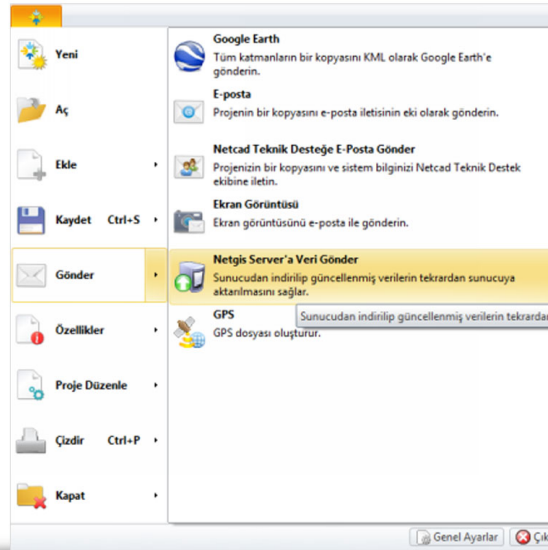 Yeni
Aç
Ekle
Kaydet Ctrl+S
Gönder
Özellikler
Proje Düzenle
Çizdir Ctrl+P
Kapat
Google Earth
Tüm katmanların bir kopyasını KML olarak Google Earth'e
gönderin.
E-posta
Projenin bir kopyasını e-posta iletisinin eki olarak gönderin.
Netcad Teknik Desteğe E-Posta Gönder
Projenizin bir kopyasını ve sistem bilginizi Netcad Teknik Destek
ekibine iletin.
Ekran Görüntüsü
Ekran görüntüsünü e-posta ile gönderin.
Netgis Server'a Veri Gönder
Sunucudan indirilip güncellenmiş verilerin tekrardan sunucuya
aktarılmasını sağlar.
GPS
GPS dosyası oluşturur.
Sunucudan indirilip güncellenmiş verilerin tekrardan
Genel Ayarlar